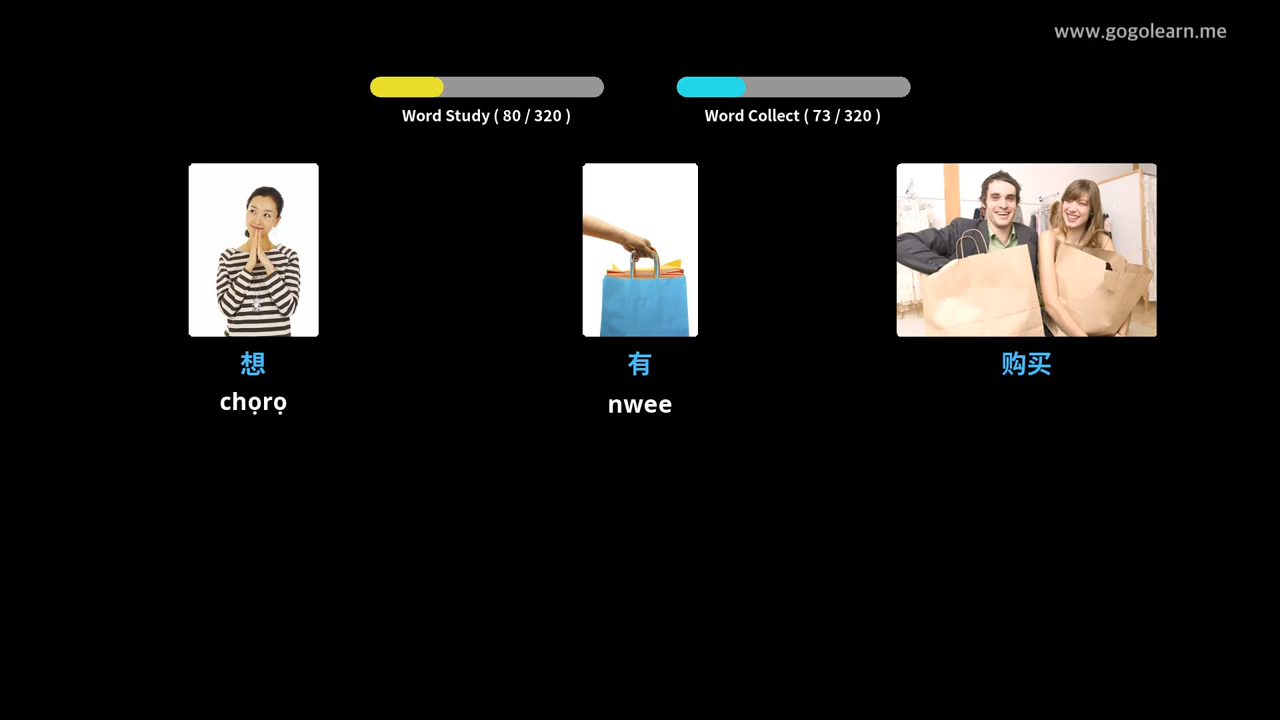 www.gogolearn.me
Word Study ( 80 / 320 )
Word Collect ( 73 / 320 )
想
有
购买
chọrọ
nwee